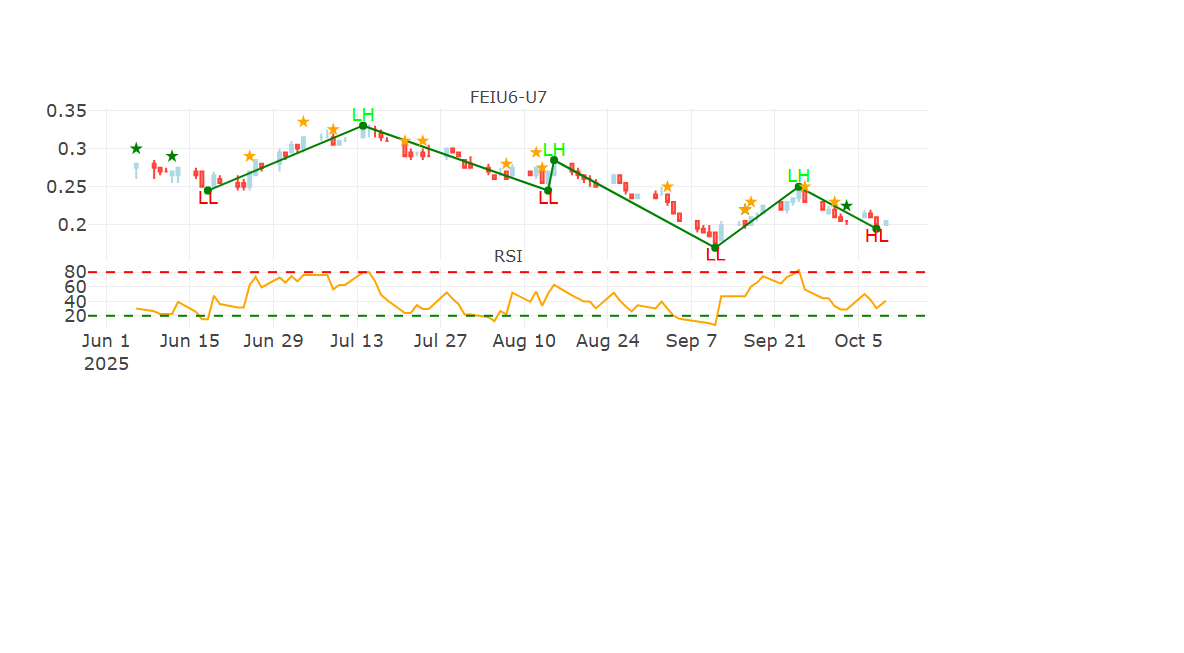 FEIU6-U7
0.35
LH
0.3
LH
0.25
LH
LL
LL
0.2
HL
LL
RSI
80
60
40
20
Jun 1 Jun 15 Jun 29 Jul 13 Jul 27 Aug 10 Aug 24 Sep 7 Sep 21 Oct 5
2025